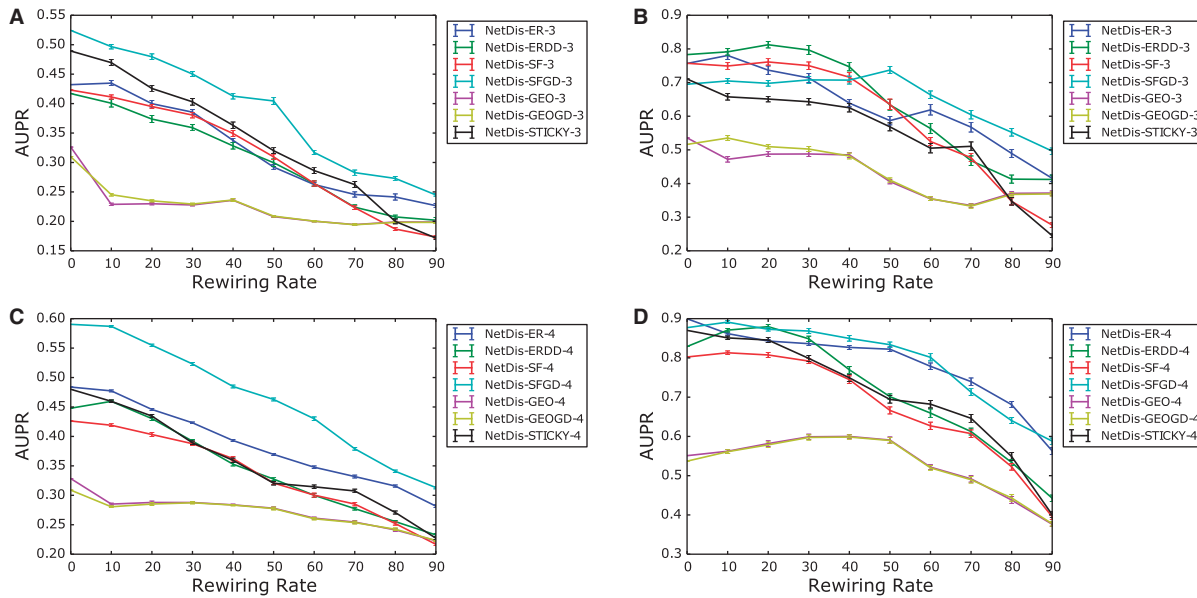 A
AUPR
0.55
0.50
0.45
0.40
0.35
0.30
0.25
0.20
0.15
0 10 20 30 40 50 60 70 80 90
Rewiring Rate
NetDis-ER-3
NetDis-ERDD-3
NetDis-SF-3
NetDis-SFGD-3
NetDis-GEO-3
NetDis-GEOGD-3
NetDis-STICKY-3
B
AUPR
0.9
0.8
0.7
0.6
0.5
0.4
0.3
0.2
0 10 20 30 40 50 60 70 80 90
Rewiring Rate
NetDis-ER-3
NetDis-ERDD-3
NetDis-SF-3
NetDis-SFGD-3
NetDis-GEO-3
NetDis-GEOGD-3
NetDis-STICKY-3
C
AUPR
0.60
0.55
0.50
0.45
0.40
0.35
0.30
0.25
0.20
0 10 20 30 40 50 60 70 80 90
Rewiring Rate
NetDis-ER-4
NetDis-ERDD-4
NetDis-SF-4
NetDis-SFGD-4
NetDis-GEO-4
NetDis-GEOGD-4
NetDis-STICKY-4
D
AUPR
0.9
0.8
0.7
0.6
0.5
0.4
0.3
0 10 20 30 40 50 60 70 80 90
Rewiring Rate
NetDis-ER-4
NetDis-ERDD-4
NetDis-SF-4
NetDis-SFGD-4
NetDis-GEO-4
NetDis-GEOGD-4
NetDis-STICKY-4